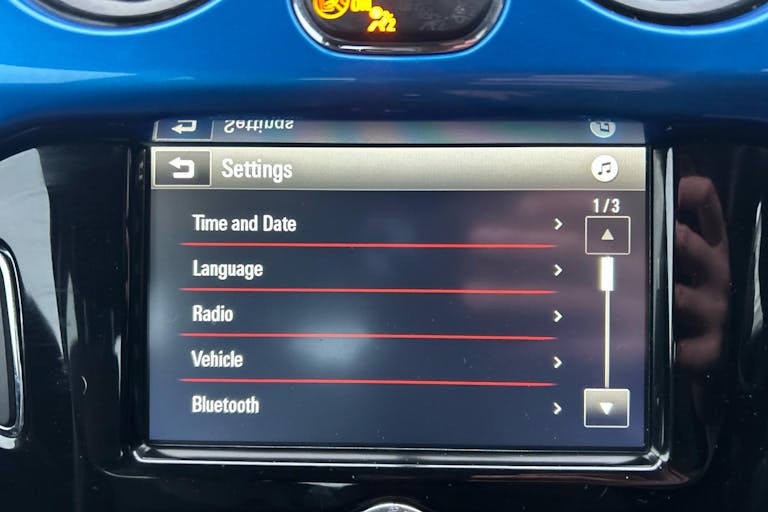 Settings
1/3
Time and Date
Language
Radio
Vehicle
Bluetooth